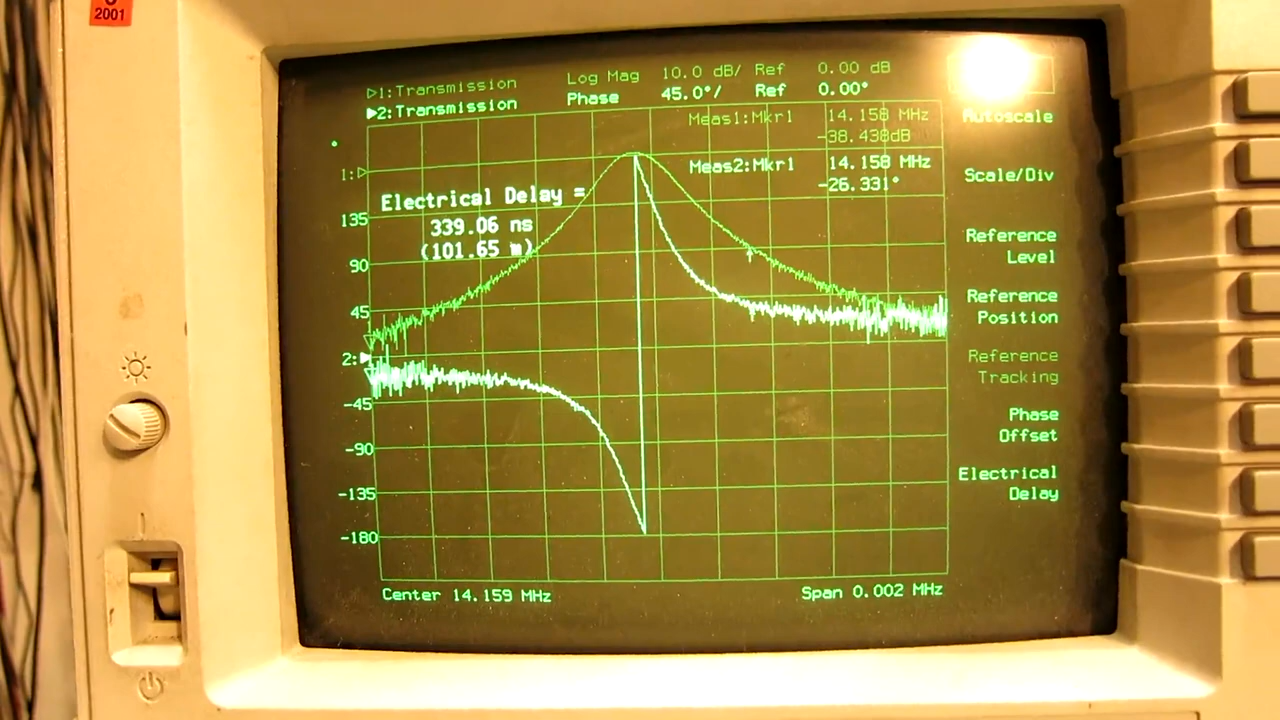 2001
▷1:Transmission Log Mag 10.0 dB/ Ref 0.00 dB
▶2:Transmission Phase 45.0°/ Ref 0.00°
Meas1:Mkr1 14.158 MHz
-38.438dB
Meas2:Mkr1 14.158 MHz
-26.331°
1:▷
Electrical Delay =
339.06 ns
(101.65 m)
135
90
45
2:▶
-45
-90
-135
-180
Center 14.159 MHz Span 0.002 MHz
Autoscale
Scale/Div
Reference
Level
Reference
Position
Reference
Tracking
Phase
Offset
Electrical
Delay